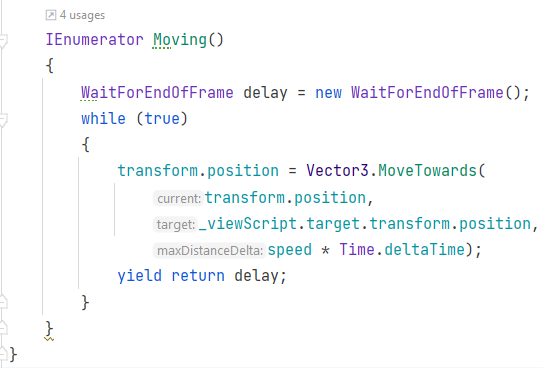 4 usages
IEnumerator Moving()
{
WaitForEndOfFrame delay = new WaitForEndOfFrame();
while (true)
{
transform.position = Vector3.MoveTowards(
current: transform.position,
target: _viewScript.target.transform.position,
maxDistanceDelta: speed * Time.deltaTime);
yield return delay;
}
}
}